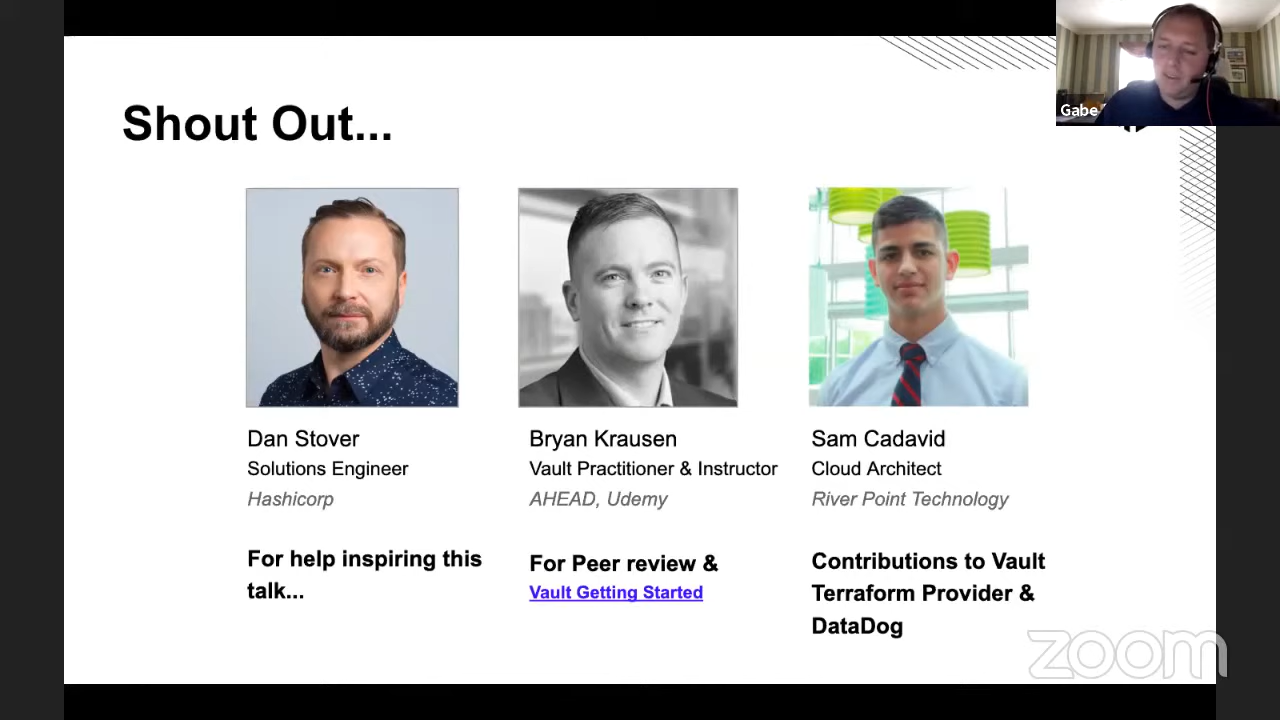 Shout Out...
Gabe
Dan Stover
Solutions Engineer
Hashicorp
For help inspiring this
talk...
Bryan Krausen
Vault Practitioner & Instructor
AHEAD, Udemy
For Peer review &
Vault Getting Started
Sam Cadavid
Cloud Architect
River Point Technology
Contributions to Vault
Terraform Provider &
DataDog
zoom